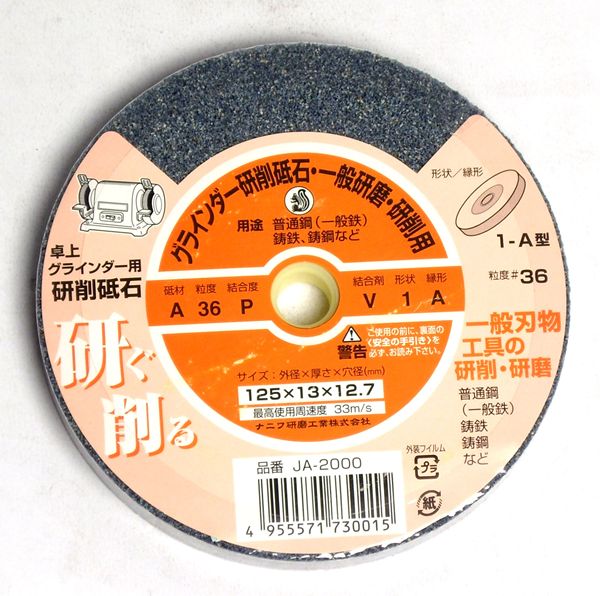 グラインダー研削砥石・一般研磨・研削用
用途 普通鋼(一般鉄)
鋳鉄、鋳鋼など
砥材 粒度 結合度 結合剤 形状 縁形
A 36 P V 1 A
警告
ご使用の前に、裏面の
《安全の手引き》を
必ず、お読み下さい。
サイズ:外径×厚さ×穴径(mm)
125×13×12.7
最高使用周速度 33m/s
ナニワ研磨工業株式会社
卓上
グラインダー用
研削砥石
研ぐ
削る
形状/縁形
1-A型
粒度#36
一般刃物
工具の
研削・研磨
普通鋼
(一般鉄)
鋳鉄
鋳鋼
など
外装フィルム
プラ
紙
品番 JA-2000
4 955571 730015